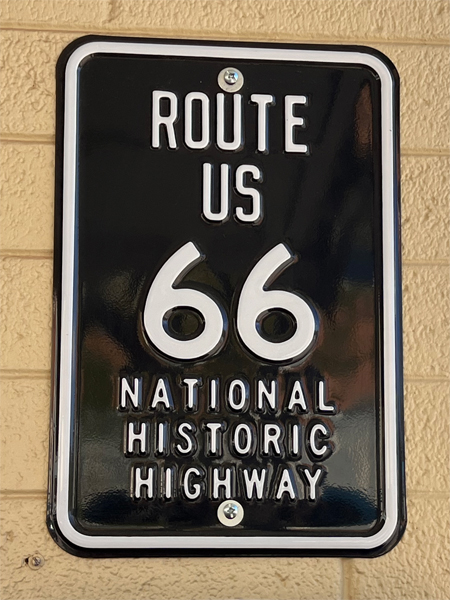 ROUTE
US
66
NATIONAL
HISTORIC
HIGHWAY